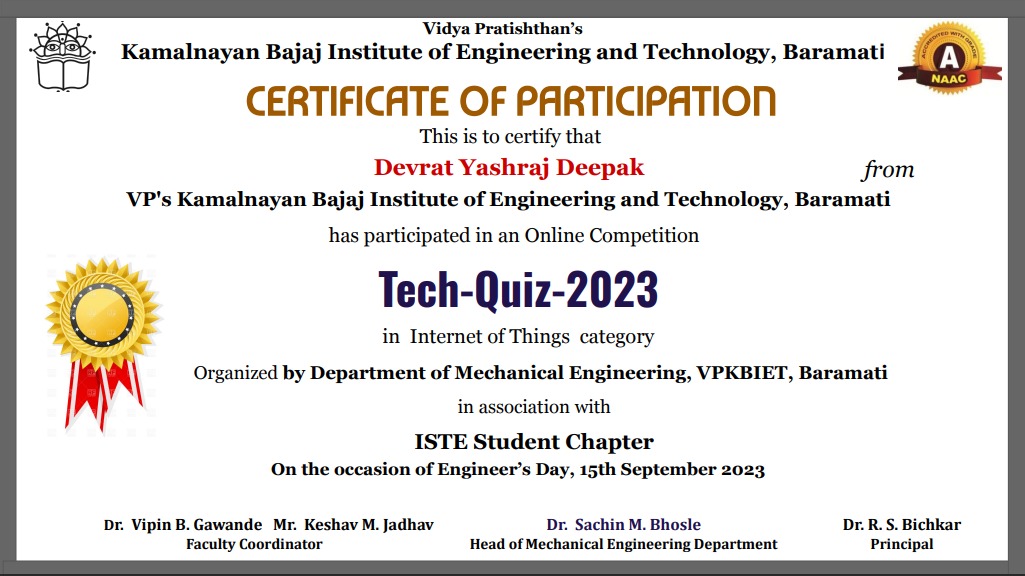 Vidya Pratishthan's
Kamalnayan Bajaj Institute of Engineering and Technology, Baramati
ACCREDITED WITH GRADE
A
NAAC
CERTIFICATE OF PARTICIPATION
This is to certify that
Devrat Yashraj Deepak from
VP's Kamalnayan Bajaj Institute of Engineering and Technology, Baramati
has participated in an Online Competition
Tech-Quiz-2023
in Internet of Things category
Organized by Department of Mechanical Engineering, VPKBIET, Baramati
in association with
ISTE Student Chapter
On the occasion of Engineer's Day, 15th September 2023
Dr. Vipin B. Gawande Mr. Keshav M. Jadhav Dr. Sachin M. Bhosle Dr. R. S. Bichkar
Faculty Coordinator Head of Mechanical Engineering Department Principal